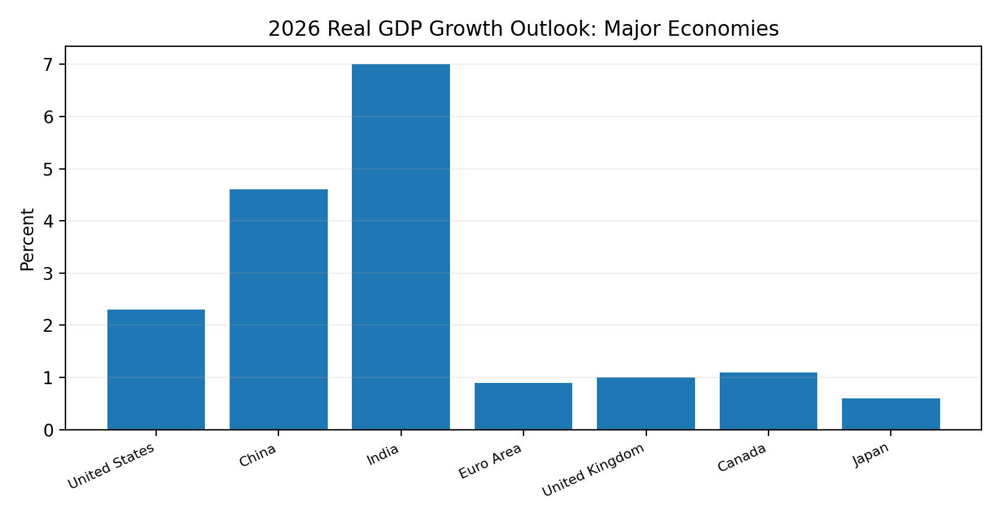 2026 Real GDP Growth Outlook: Major Economies
7
6
5
4
3
2
1
0
Percent
United States
China
India
Euro Area
United Kingdom
Canada
Japan